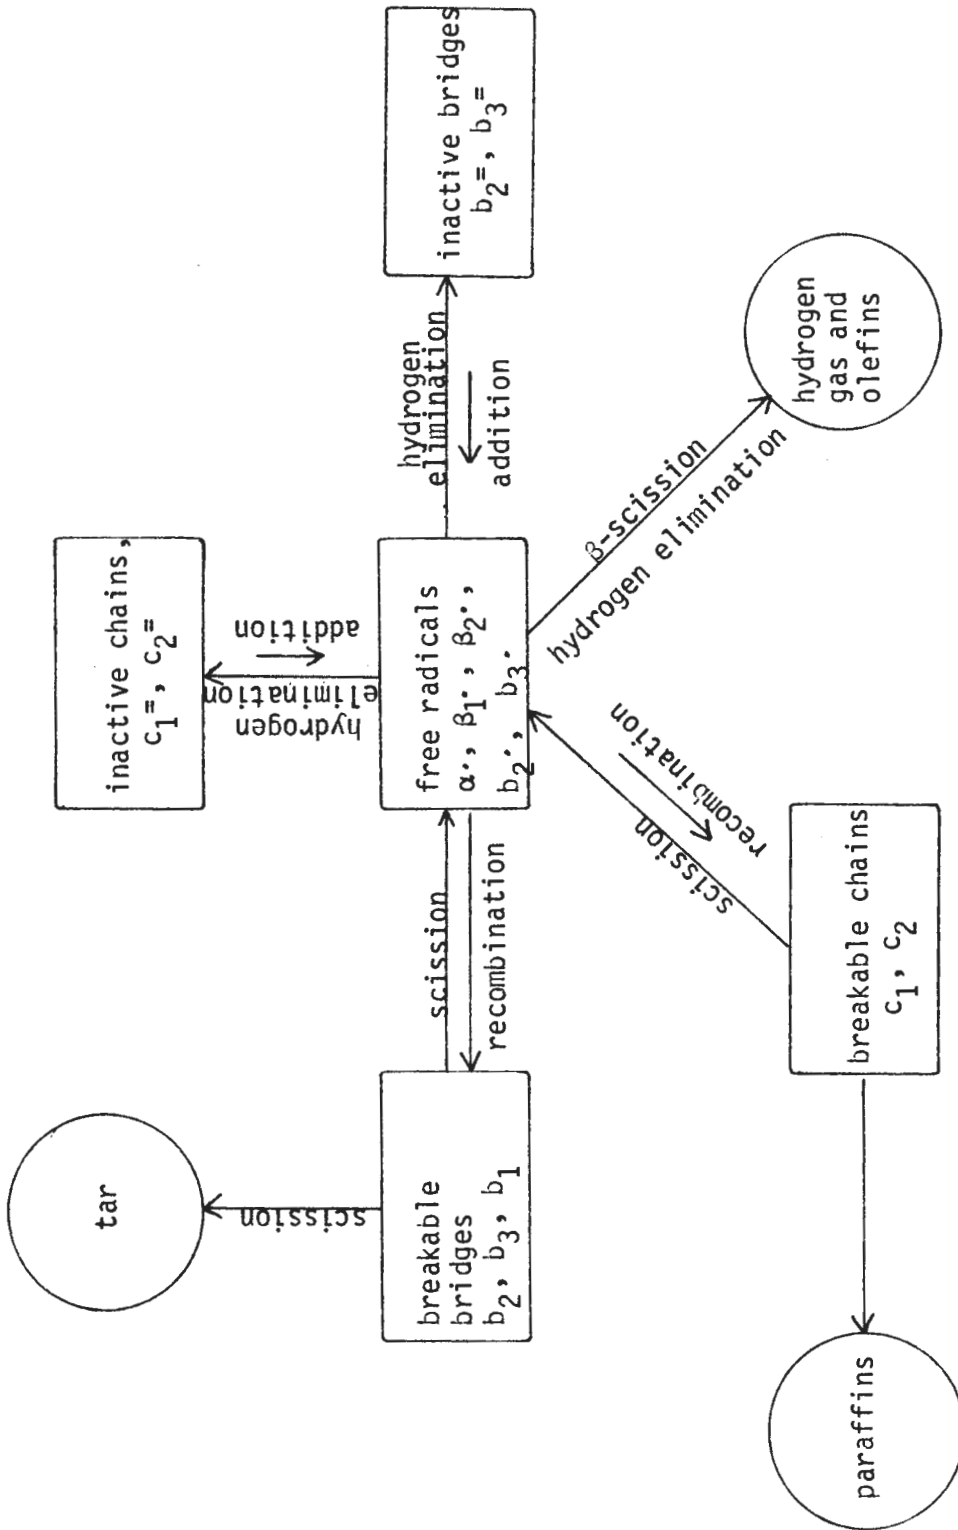 tar
scission
breakable
bridges
b₂, b₃, b₁
scission
recombination
inactive chains,
c₁=, c₂=
hydrogen
elimination
addition
free radicals
α·, β₁·, β₂·,
b₂·, b₃·
hydrogen
elimination
addition
inactive bridges
b₂=, b₃=
scission
recombination
β-scission
hydrogen elimination
hydrogen
gas and
olefins
breakable chains
c₁, c₂
paraffins